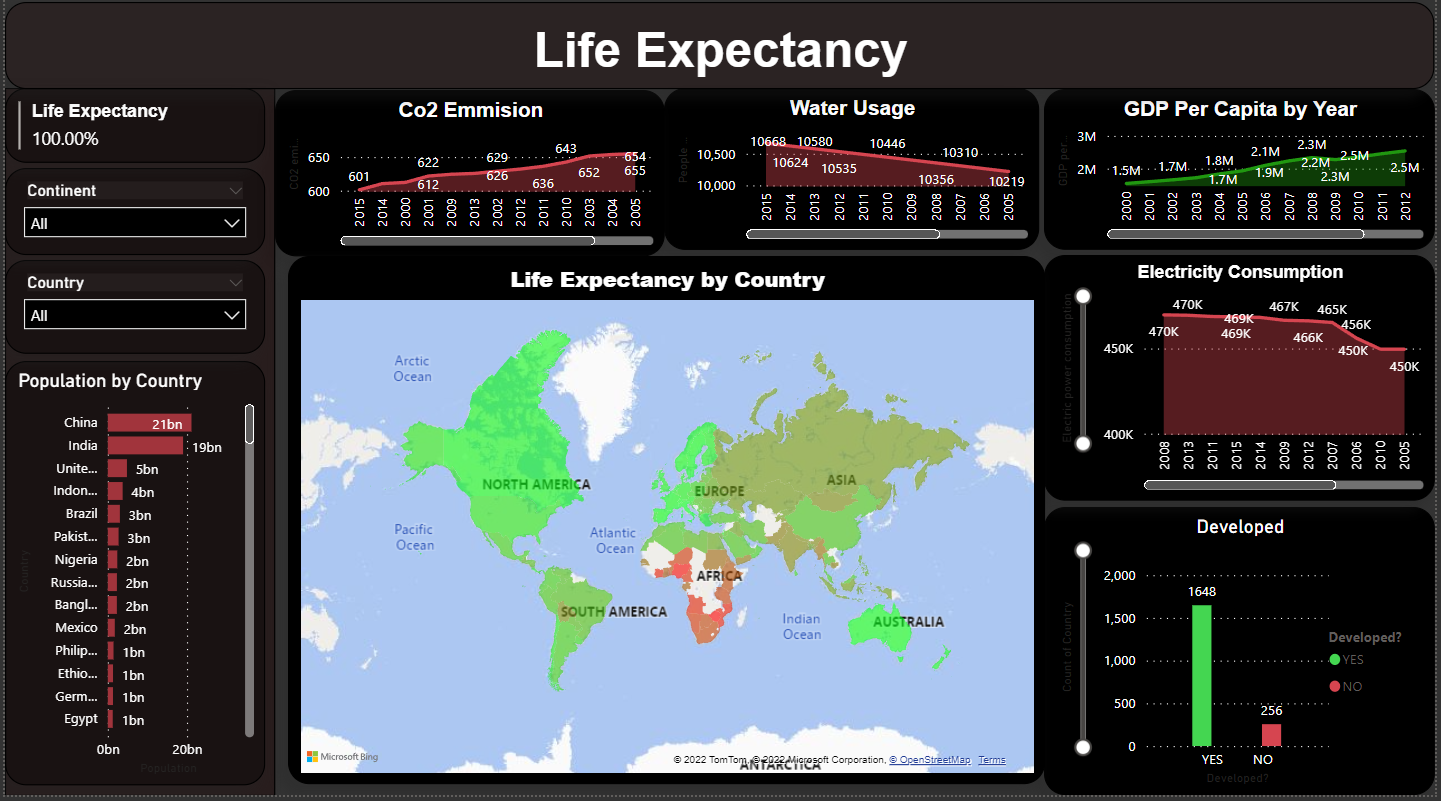 Life Expectancy
Life Expectancy
100.00%
Continent
All
Country
All
Population by Country
China
21bn
India
19bn
Unite...
5bn
Indon...
4bn
Brazil
3bn
Pakist...
3bn
Nigeria
2bn
Russia...
2bn
Bangl...
2bn
Mexico
2bn
Philip...
1bn
Ethio...
1bn
Germ...
1bn
Egypt
1bn
0bn
20bn
Country
Population
Co2 Emmision
CO2 emi...
650
600
601
622
612
629
626
643
636
652
654
655
2015
2014
2000
2001
2009
2013
2002
2012
2011
2010
2003
2004
2005
Water Usage
People...
10,500
10,000
10668
10624
10580
10535
10446
10356
10310
10219
2015
2014
2013
2012
2011
2010
2009
2008
2007
2006
2005
GDP Per Capita by Year
GDP per...
3M
2M
1.5M
1.7M
1.8M
1.7M
2.1M
1.9M
2.3M
2.2M
2.3M
2.5M
2.5M
2000
2001
2002
2003
2004
2005
2006
2007
2008
2009
2010
2011
2012
Life Expectancy by Country
Arctic
Ocean
NORTH AMERICA
EUROPE
ASIA
Pacific
Ocean
Atlantic
Ocean
AFRICA
SOUTH AMERICA
Indian
Ocean
AUSTRALIA
ANTARCTICA
Microsoft Bing
© 2022 TomTom, © 2022 Microsoft Corporation, © OpenStreetMap Terms
Electricity Consumption
Electric power consumption
450K
400K
470K
470K
469K
469K
467K
466K
465K
456K
450K
450K
2008
2013
2011
2015
2014
2009
2012
2007
2006
2010
2005
Developed
Count of Country
2,000
1,500
1,000
500
0
1648
256
YES
NO
Developed?
Developed?
YES
NO